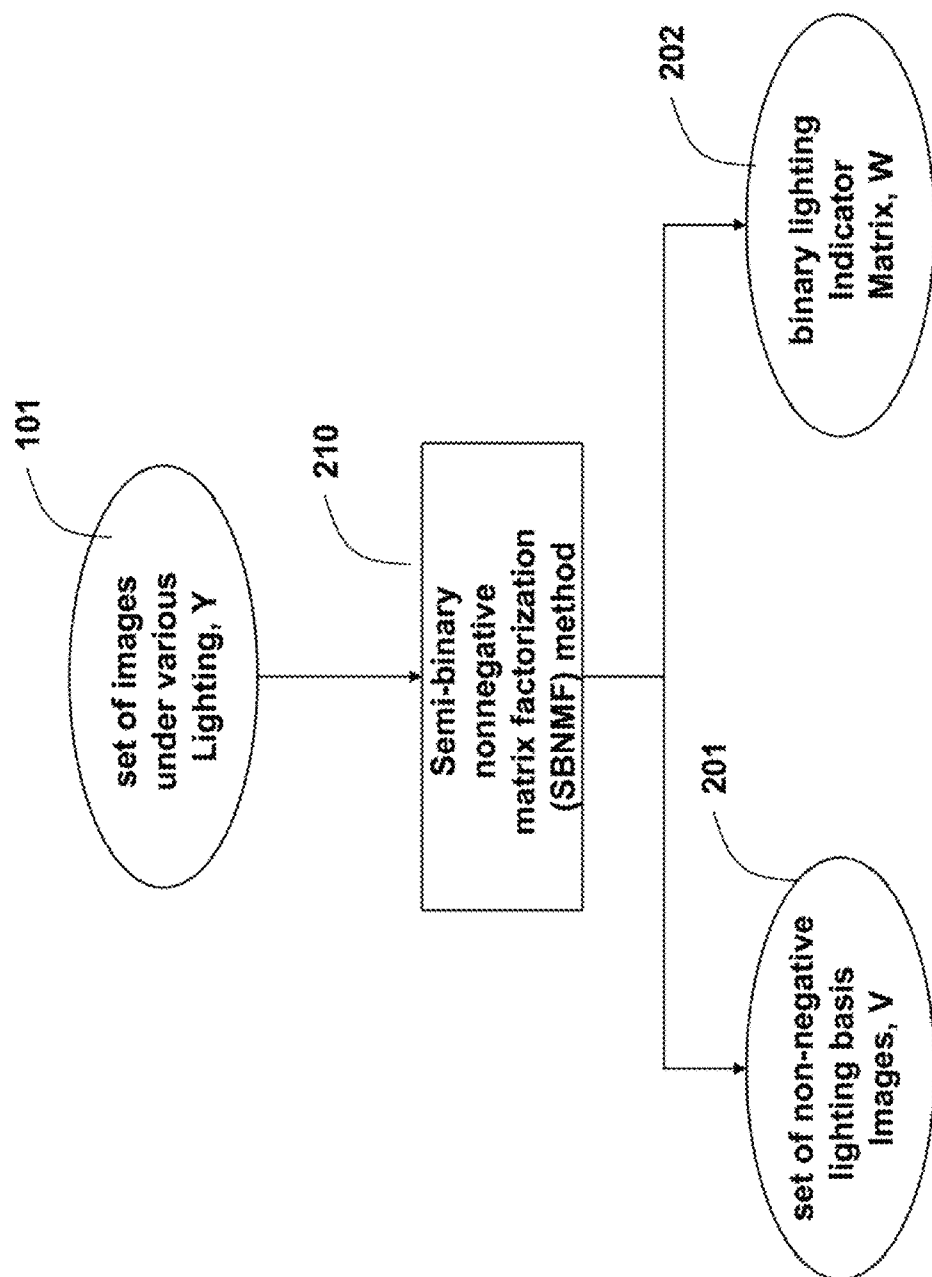 101
set of images
under various
Lighting, Y
210
Semi-binary
nonnegative
matrix factorization
(SBNMF) method
201
set of non-negative
lighting basis
Images, V
202
binary lighting
Indicator
Matrix, W